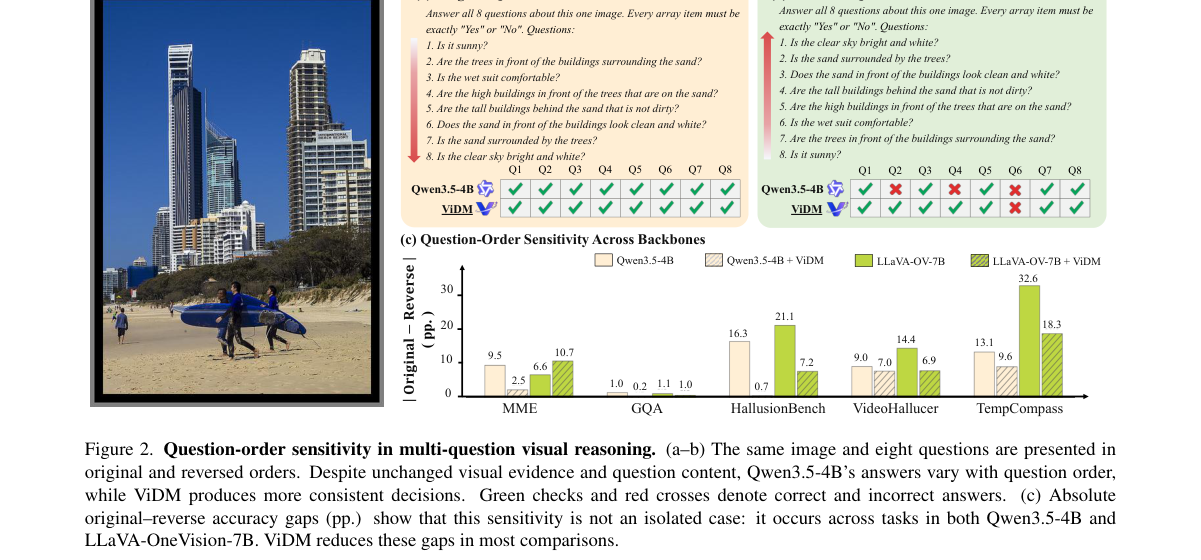 Answer all 8 questions about this one image. Every array item must be
exactly "Yes" or "No". Questions:
1. Is it sunny?
2. Are the trees in front of the buildings surrounding the sand?
3. Is the wet suit comfortable?
4. Are the high buildings in front of the trees that are on the sand?
5. Are the tall buildings behind the sand that is not dirty?
6. Does the sand in front of the buildings look clean and white?
7. Is the sand surrounded by the trees?
8. Is the clear sky bright and white?
Q1 Q2 Q3 Q4 Q5 Q6 Q7 Q8
Qwen3.5-4B
ViDM
Answer all 8 questions about this one image. Every array item must be
exactly "Yes" or "No". Questions:
1. Is the clear sky bright and white?
2. Is the sand surrounded by the trees?
3. Does the sand in front of the buildings look clean and white?
4. Are the tall buildings behind the sand that is not dirty?
5. Are the high buildings in front of the trees that are on the sand?
6. Is the wet suit comfortable?
7. Are the trees in front of the buildings surrounding the sand?
8. Is it sunny?
Q1 Q2 Q3 Q4 Q5 Q6 Q7 Q8
Qwen3.5-4B
ViDM
(c) Question-Order Sensitivity Across Backbones
| Original − Reverse |
( pp. )
Qwen3.5-4B Qwen3.5-4B + ViDM LLaVA-OV-7B LLaVA-OV-7B + ViDM
30
20
10
0
9.5 2.5 6.6 10.7
1.0 0.2 1.1 1.0
16.3 0.7 21.1 7.2
9.0 7.0 14.4 6.9
13.1 9.6 32.6 18.3
MME GQA HallusionBench VideoHallucer TempCompass
Figure 2. Question-order sensitivity in multi-question visual reasoning. (a–b) The same image and eight questions are presented in
original and reversed orders. Despite unchanged visual evidence and question content, Qwen3.5-4B's answers vary with question order,
while ViDM produces more consistent decisions. Green checks and red crosses denote correct and incorrect answers. (c) Absolute
original–reverse accuracy gaps (pp.) show that this sensitivity is not an isolated case: it occurs across tasks in both Qwen3.5-4B and
LLaVA-OneVision-7B. ViDM reduces these gaps in most comparisons.